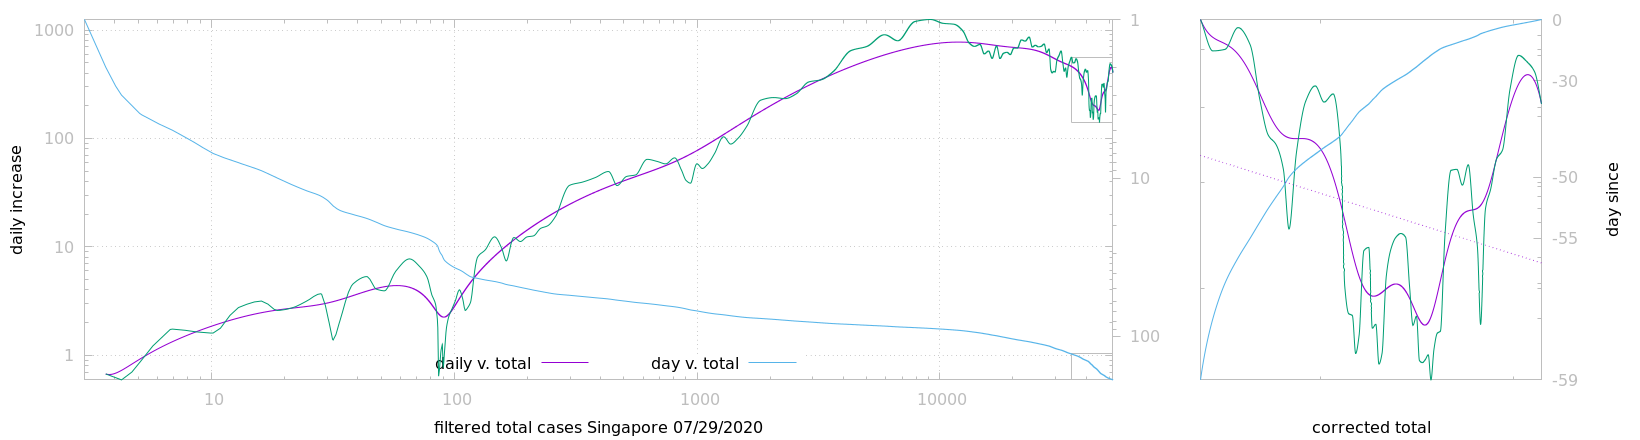 1000
100
10
1
daily increase
10
100
1000
10000
filtered total cases Singapore 07/29/2020
daily v. total
day v. total
1
10
100
0
-30
-50
-55
-59
day since
corrected total